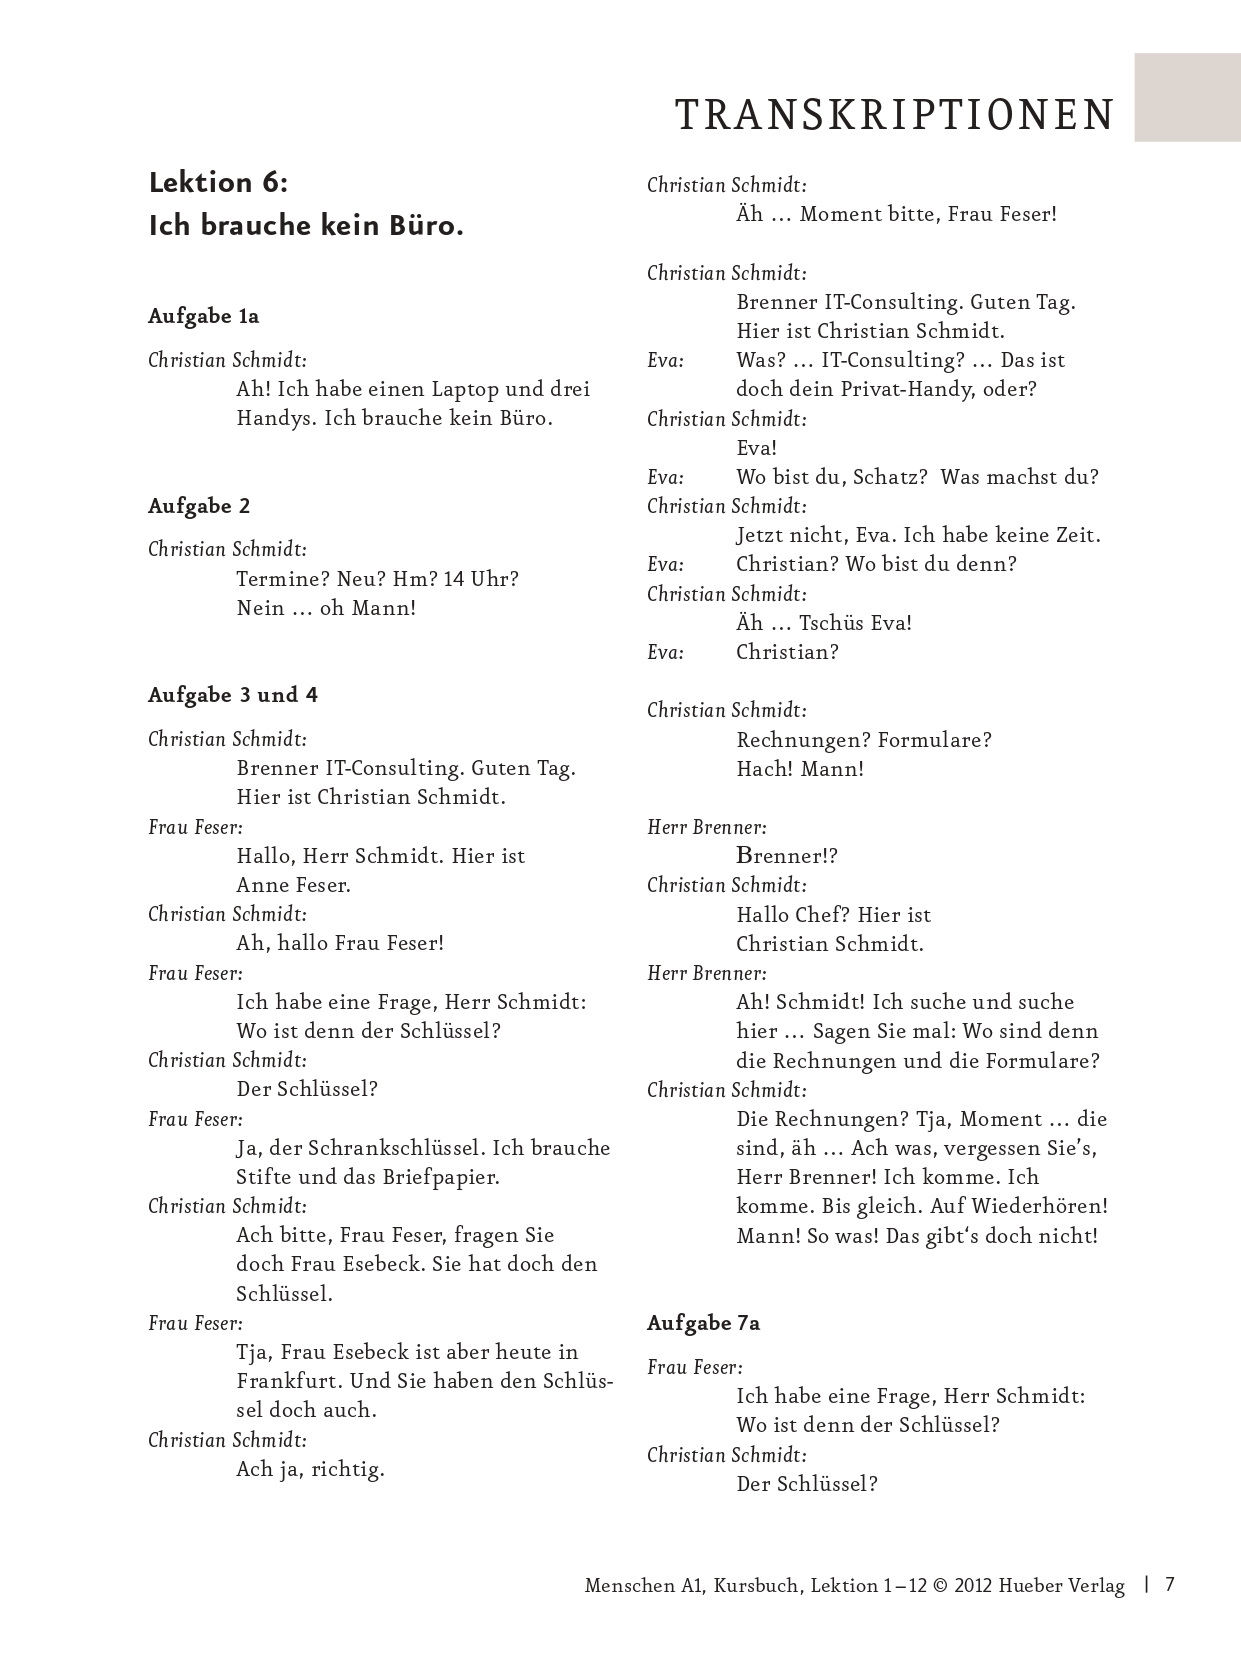 TRANSKRIPTIONEN
Lektion 6:
Ich brauche kein Büro.
Aufgabe 1a
Christian Schmidt:
Ah! Ich habe einen Laptop und drei
Handys. Ich brauche kein Büro.
Aufgabe 2
Christian Schmidt:
Termine? Neu? Hm? 14 Uhr?
Nein … oh Mann!
Aufgabe 3 und 4
Christian Schmidt:
Brenner IT-Consulting. Guten Tag.
Hier ist Christian Schmidt.
Frau Feser:
Hallo, Herr Schmidt. Hier ist
Anne Feser.
Christian Schmidt:
Ah, hallo Frau Feser!
Frau Feser:
Ich habe eine Frage, Herr Schmidt:
Wo ist denn der Schlüssel?
Christian Schmidt:
Der Schlüssel?
Frau Feser:
Ja, der Schrankschlüssel. Ich brauche
Stifte und das Briefpapier.
Christian Schmidt:
Ach bitte, Frau Feser, fragen Sie
doch Frau Esebeck. Sie hat doch den
Schlüssel.
Frau Feser:
Tja, Frau Esebeck ist aber heute in
Frankfurt. Und Sie haben den Schlüs-
sel doch auch.
Christian Schmidt:
Ach ja, richtig.
Christian Schmidt:
Äh … Moment bitte, Frau Feser!
Christian Schmidt:
Brenner IT-Consulting. Guten Tag.
Hier ist Christian Schmidt.
Eva: Was? … IT-Consulting? … Das ist
doch dein Privat-Handy, oder?
Christian Schmidt:
Eva!
Eva: Wo bist du, Schatz?  Was machst du?
Christian Schmidt:
Jetzt nicht, Eva. Ich habe keine Zeit.
Eva: Christian? Wo bist du denn?
Christian Schmidt:
Äh … Tschüs Eva!
Eva: Christian?
Christian Schmidt:
Rechnungen? Formulare?
Hach! Mann!
Herr Brenner:
Brenner!?
Christian Schmidt:
Hallo Chef? Hier ist
Christian Schmidt.
Herr Brenner:
Ah! Schmidt! Ich suche und suche
hier … Sagen Sie mal: Wo sind denn
die Rechnungen und die Formulare?
Christian Schmidt:
Die Rechnungen? Tja, Moment … die
sind, äh … Ach was, vergessen Sie’s,
Herr Brenner! Ich komme. Ich
komme. Bis gleich. Auf Wiederhören!
Mann! So was! Das gibt‘s doch nicht!
Aufgabe 7a
Frau Feser:
Ich habe eine Frage, Herr Schmidt:
Wo ist denn der Schlüssel?
Christian Schmidt:
Der Schlüssel?
Menschen A1, Kursbuch, Lektion 1–12 © 2012 Hueber Verlag | 7